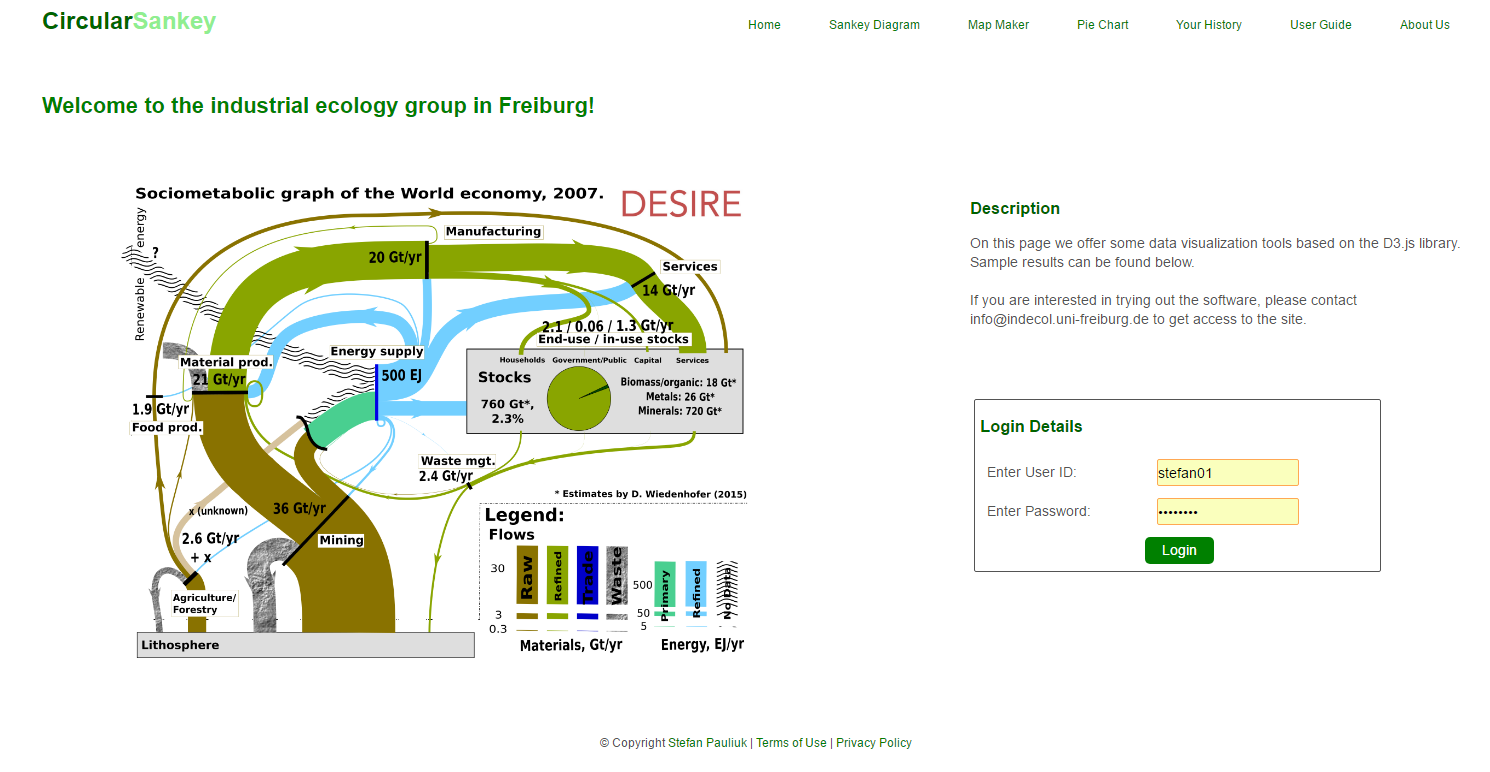 CircularSankey
Home Sankey Diagram Map Maker Pie Chart Your History User Guide About Us
Welcome to the industrial ecology group in Freiburg!
Sociometabolic graph of the World economy, 2007.
DESIRE
Renewable energy
?
Manufacturing
20 Gt/yr
Services
14 Gt/yr
2.1 / 0.06 / 1.3 Gt/yr
End-use / in-use stocks
Energy supply
500 EJ
Material prod.
21 Gt/yr
Households Government/Public Capital Services
Stocks
760 Gt*,
2.3%
Biomass/organic: 18 Gt*
Metals: 26 Gt*
Minerals: 720 Gt*
1.9 Gt/yr
Food prod.
Waste mgt.
2.4 Gt/yr
* Estimates by D. Wiedenhofer (2015)
x (unknown)
36 Gt/yr
2.6 Gt/yr
+ x
Mining
Agriculture/
Forestry
Lithosphere
Legend:
Flows
30
3
0.3
Raw
Refined
Trade
Waste
500
50
5
Primary
Refined
No Data
Materials, Gt/yr
Energy, EJ/yr
Description
On this page we offer some data visualization tools based on the D3.js library.
Sample results can be found below.
If you are interested in trying out the software, please contact
info@indecol.uni-freiburg.de to get access to the site.
Login Details
Enter User ID: stefan01
Enter Password: ••••••••
Login
© Copyright Stefan Pauliuk | Terms of Use | Privacy Policy